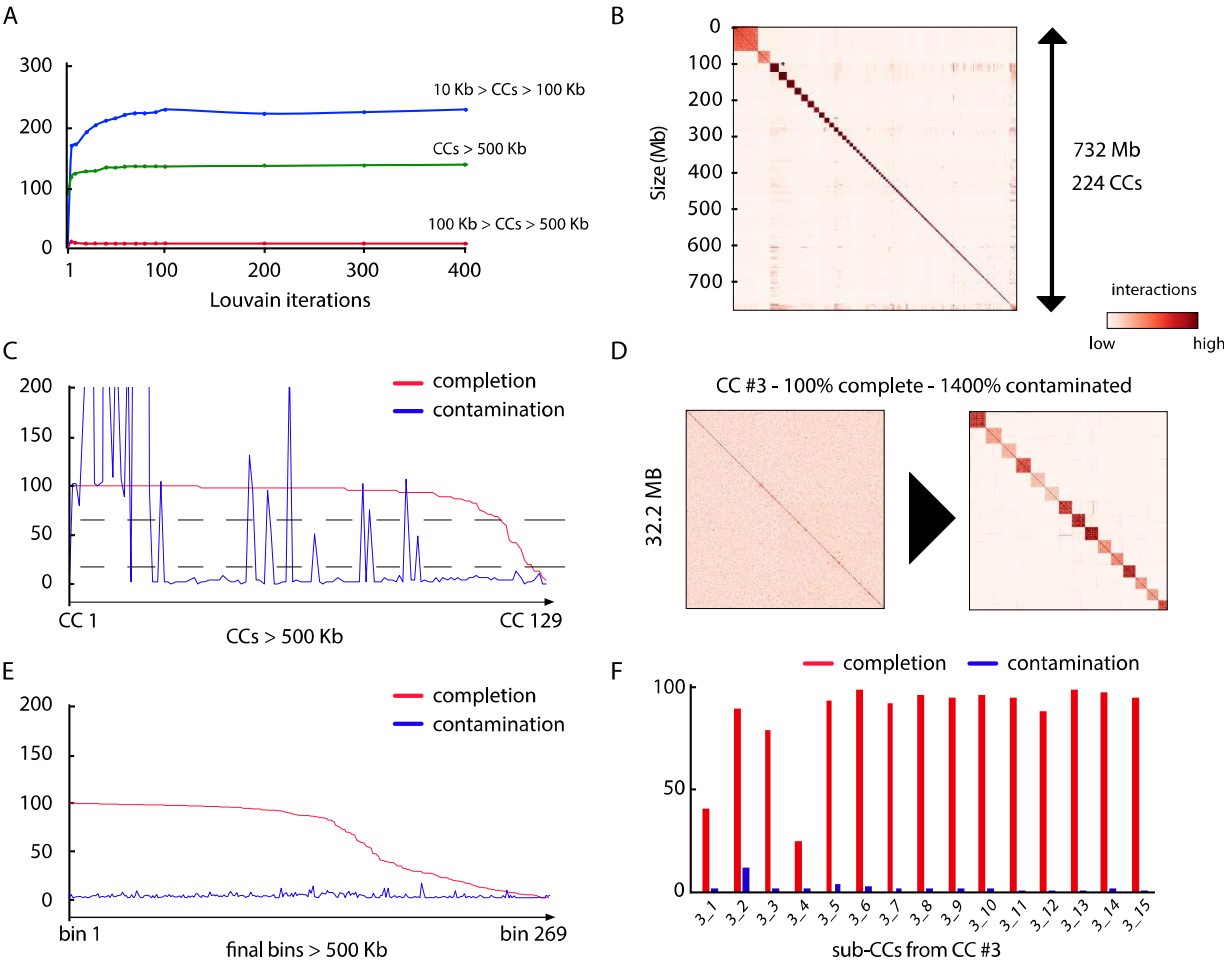 A
300
200
100
0
10 Kb > CCs > 100 Kb
CCs > 500 Kb
100 Kb > CCs > 500 Kb
1
100
200
300
400
Louvain iterations
B
0
100
200
300
400
500
600
700
Size (Mb)
*
732 Mb
224 CCs
interactions
low
high
C
200
150
100
50
0
completion
contamination
CC 1
CC 129
CCs > 500 Kb
D
CC #3 - 100% complete - 1400% contaminated
32.2 MB
E
200
150
100
50
0
completion
contamination
bin 1
bin 269
final bins > 500 Kb
F
completion
contamination
100
50
0
3_1
3_2
3_3
3_4
3_5
3_6
3_7
3_8
3_9
3_10
3_11
3_12
3_13
3_14
3_15
sub-CCs from CC #3